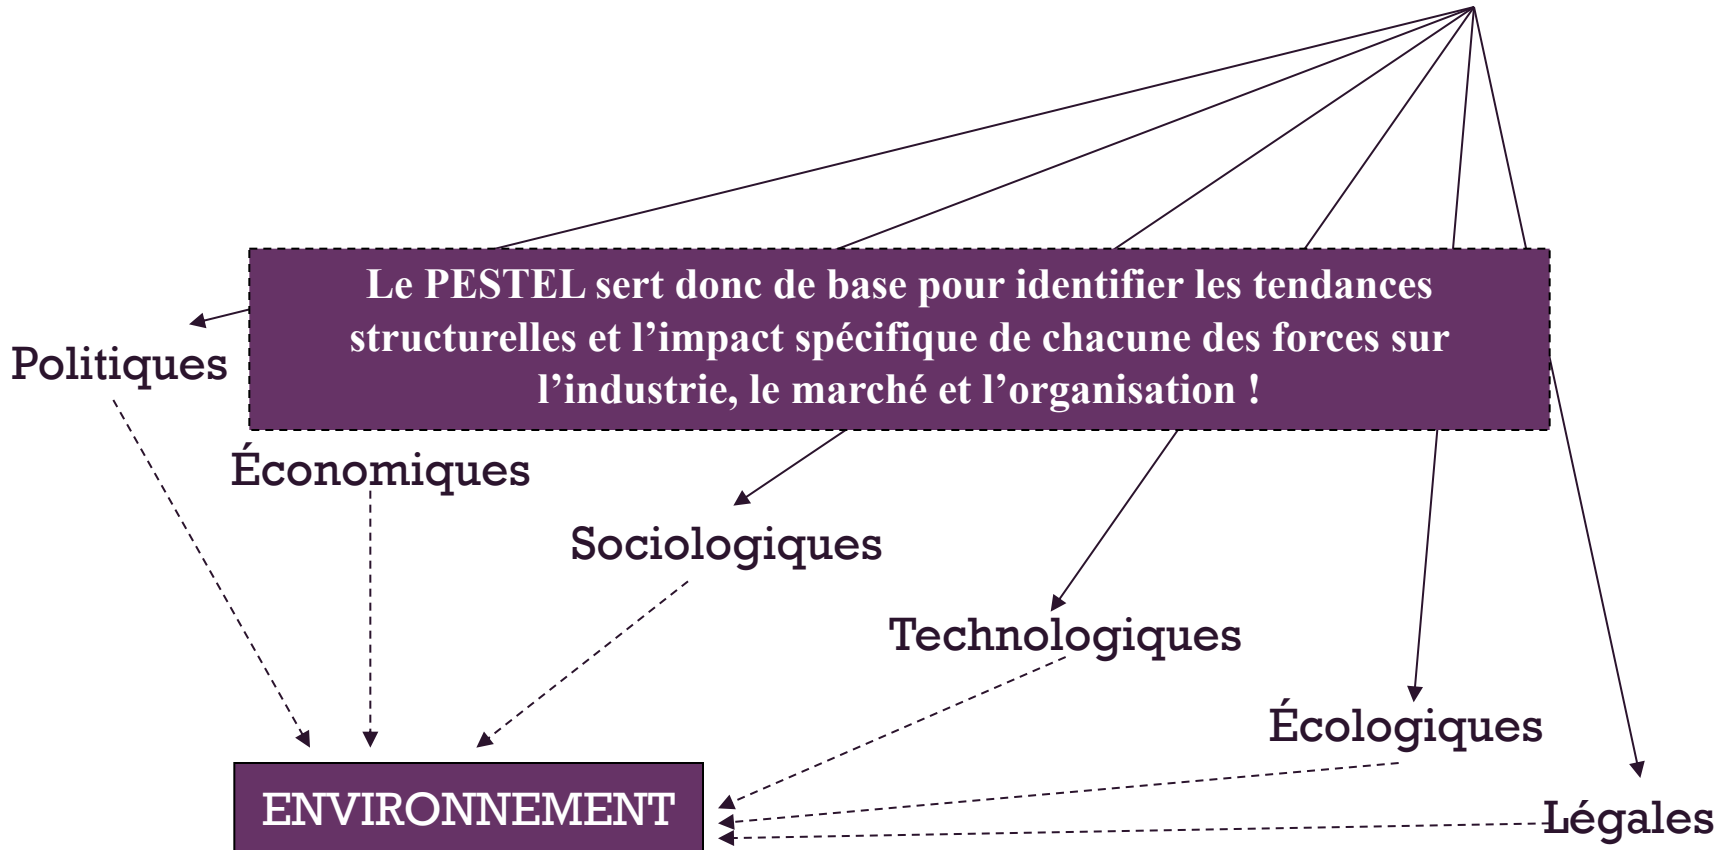 Le PESTEL sert donc de base pour identifier les tendances
structurelles et l’impact spécifique de chacune des forces sur
l’industrie, le marché et l’organisation !
Politiques
Économiques
Sociologiques
Technologiques
Écologiques
Légales
ENVIRONNEMENT